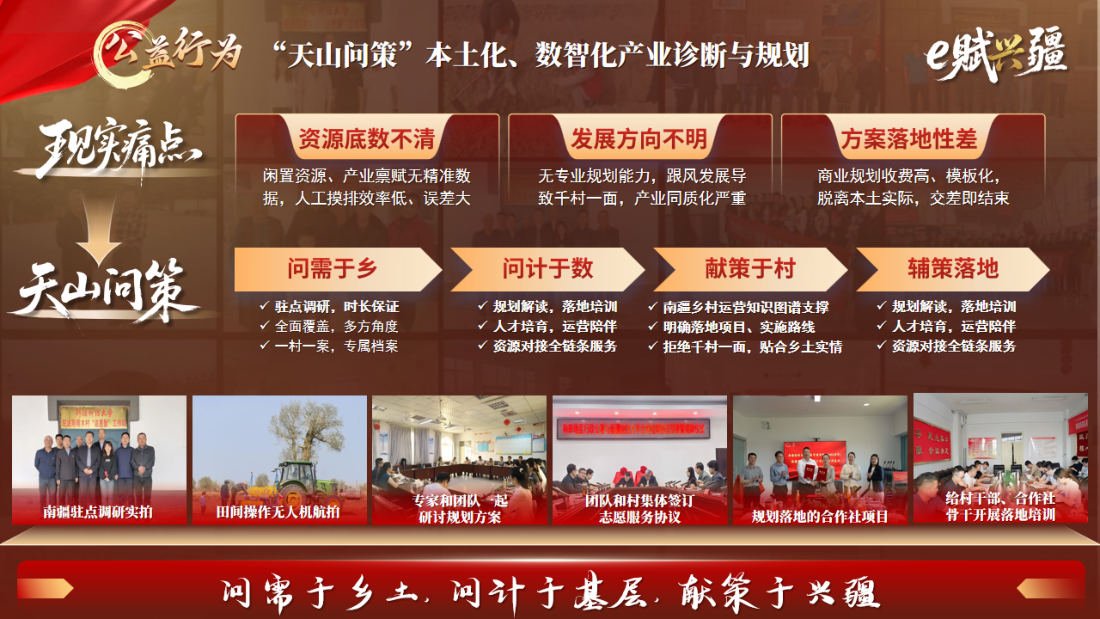 公益行为
“天山问策”本土化、数智化产业诊断与规划
e赋兴疆
现实痛点
资源底数不清
闲置资源、产业禀赋无精准数
据，人工摸排效率低、误差大
发展方向不明
无专业规划能力，跟风发展导
致千村一面，产业同质化严重
方案落地性差
商业规划收费高、模板化，
脱离本土实际，交差即结束
天山问策
问需于乡
✓ 驻点调研，时长保证
✓ 全面覆盖，多方角度
✓ 一村一案，专属档案
问计于数
✓ 规划解读，落地培训
✓ 人才培育，运营陪伴
✓ 资源对接全链条服务
献策于村
✓ 南疆乡村运营知识图谱支撑
✓ 明确落地项目、实施路线
✓ 拒绝千村一面，贴合乡土实情
辅策落地
✓ 规划解读，落地培训
✓ 人才培育，运营陪伴
✓ 资源对接全链条服务
南疆驻点调研实拍
田间操作无人机航拍
专家和团队一起
研讨规划方案
团队和村集体签订
志愿服务协议
规划落地的合作社项目
给村干部、合作社
骨干开展落地培训
问需于乡土，问计于基层，献策于兴疆